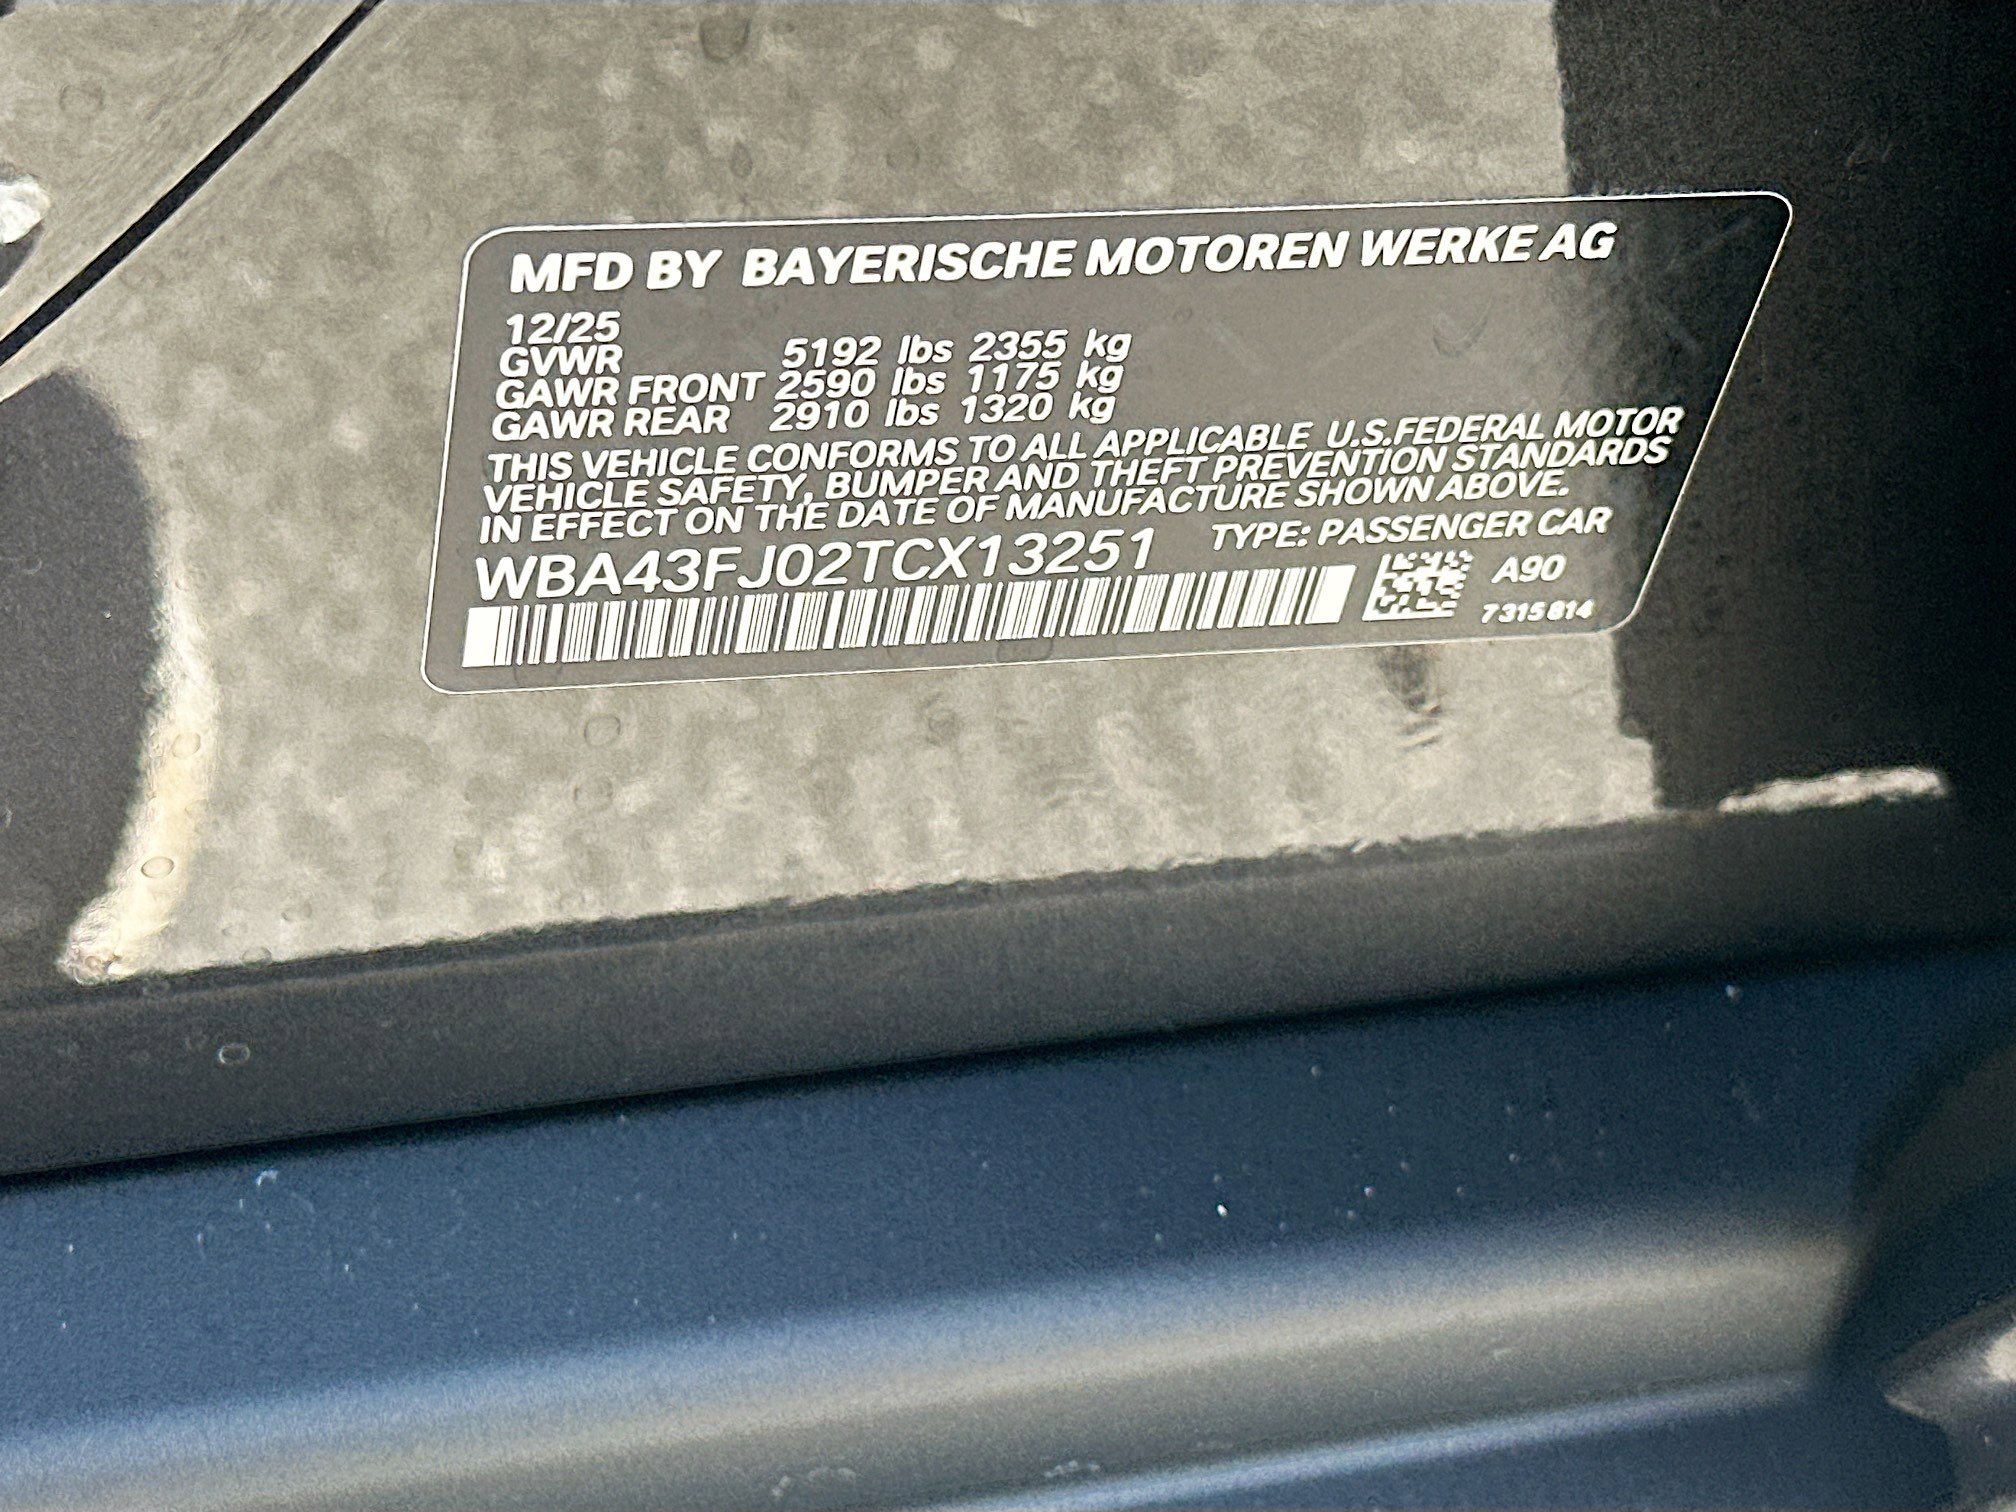 MFD BY BAYERISCHE MOTOREN WERKE AG
12/25
GVWR 5192 lbs 2355 kg
GAWR FRONT 2590 lbs 1175 kg
GAWR REAR 2910 lbs 1320 kg
THIS VEHICLE CONFORMS TO ALL APPLICABLE U.S.FEDERAL MOTOR
VEHICLE SAFETY, BUMPER AND THEFT PREVENTION STANDARDS
IN EFFECT ON THE DATE OF MANUFACTURE SHOWN ABOVE.
WBA43FJ02TCX13251 TYPE: PASSENGER CAR
A90
7315814